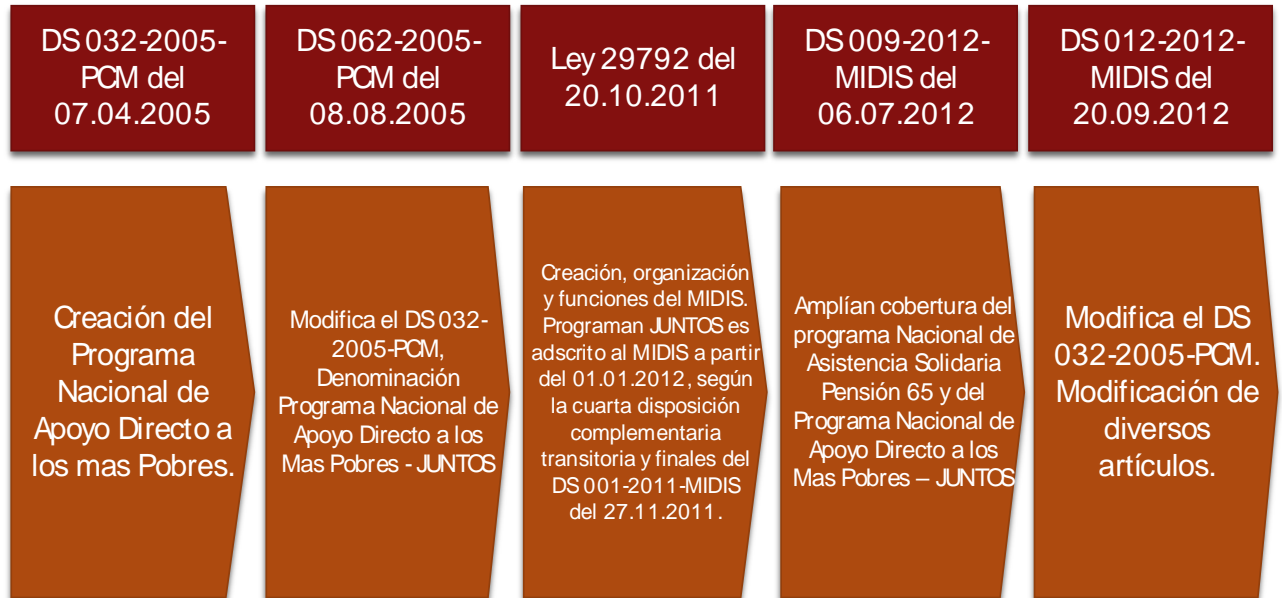 DS 032-2005-
PCM del
07.04.2005
DS 062-2005-
PCM del
08.08.2005
Ley 29792 del
20.10.2011
DS 009-2012-
MIDIS del
06.07.2012
DS 012-2012-
MIDIS del
20.09.2012
Creación del
Programa
Nacional de
Apoyo Directo a
los mas Pobres.
Modifica el DS 032-
2005-PCM,
Denominación
Programa Nacional de
Apoyo Directo a los
Mas Pobres - JUNTOS
Creación, organización
y funciones del MIDIS.
Programan JUNTOS es
adscrito al MIDIS a partir
del 01.01.2012, según
la cuarta disposición
complementaria
transitoria y finales del
DS 001-2011-MIDIS
del 27.11.2011.
Amplían cobertura del
programa Nacional de
Asistencia Solidaria
Pensión 65 y del
Programa Nacional de
Apoyo Directo a los
Mas Pobres – JUNTOS
Modifica el DS
032-2005-PCM.
Modificación de
diversos
artículos.